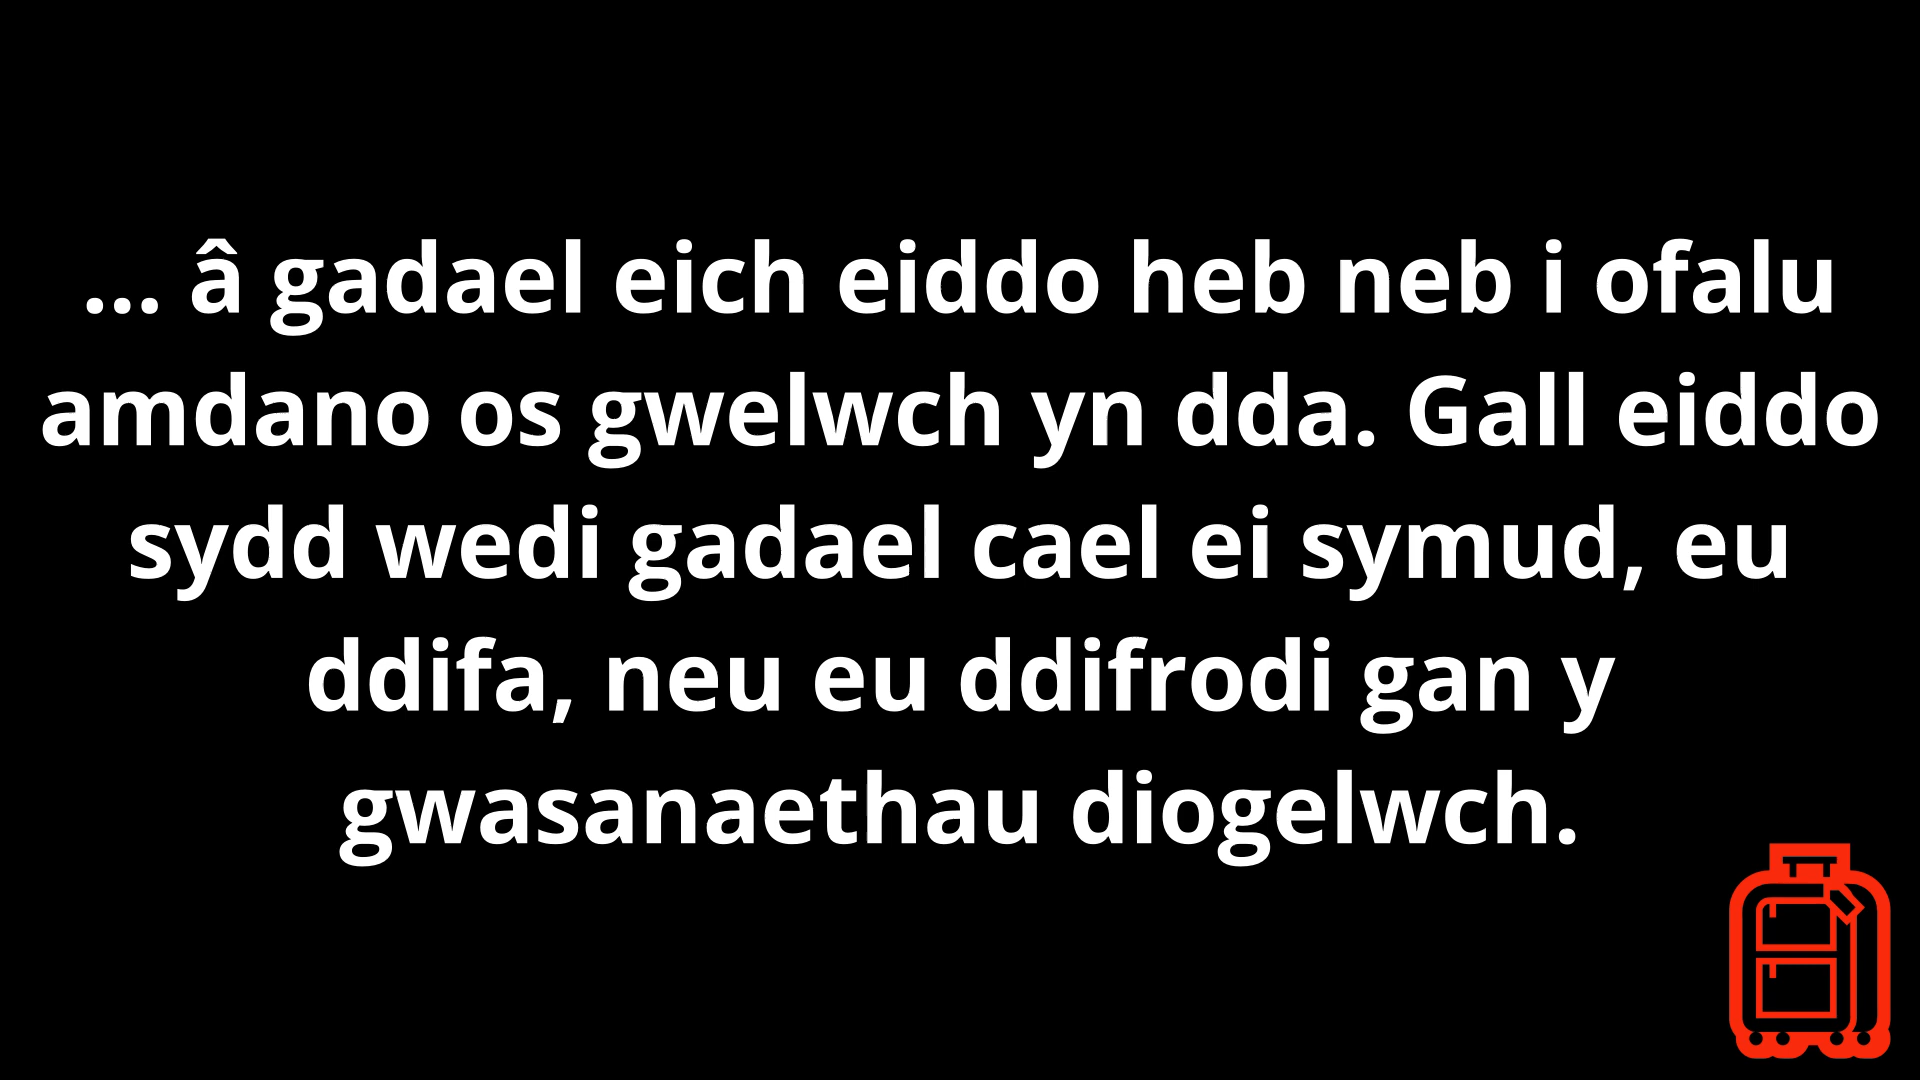 ... â gadael eich eiddo heb neb i ofalu
amdano os gwelwch yn dda. Gall eiddo
sydd wedi gadael cael ei symud, eu
ddifa, neu eu ddifrodi gan y
gwasanaethau diogelwch.